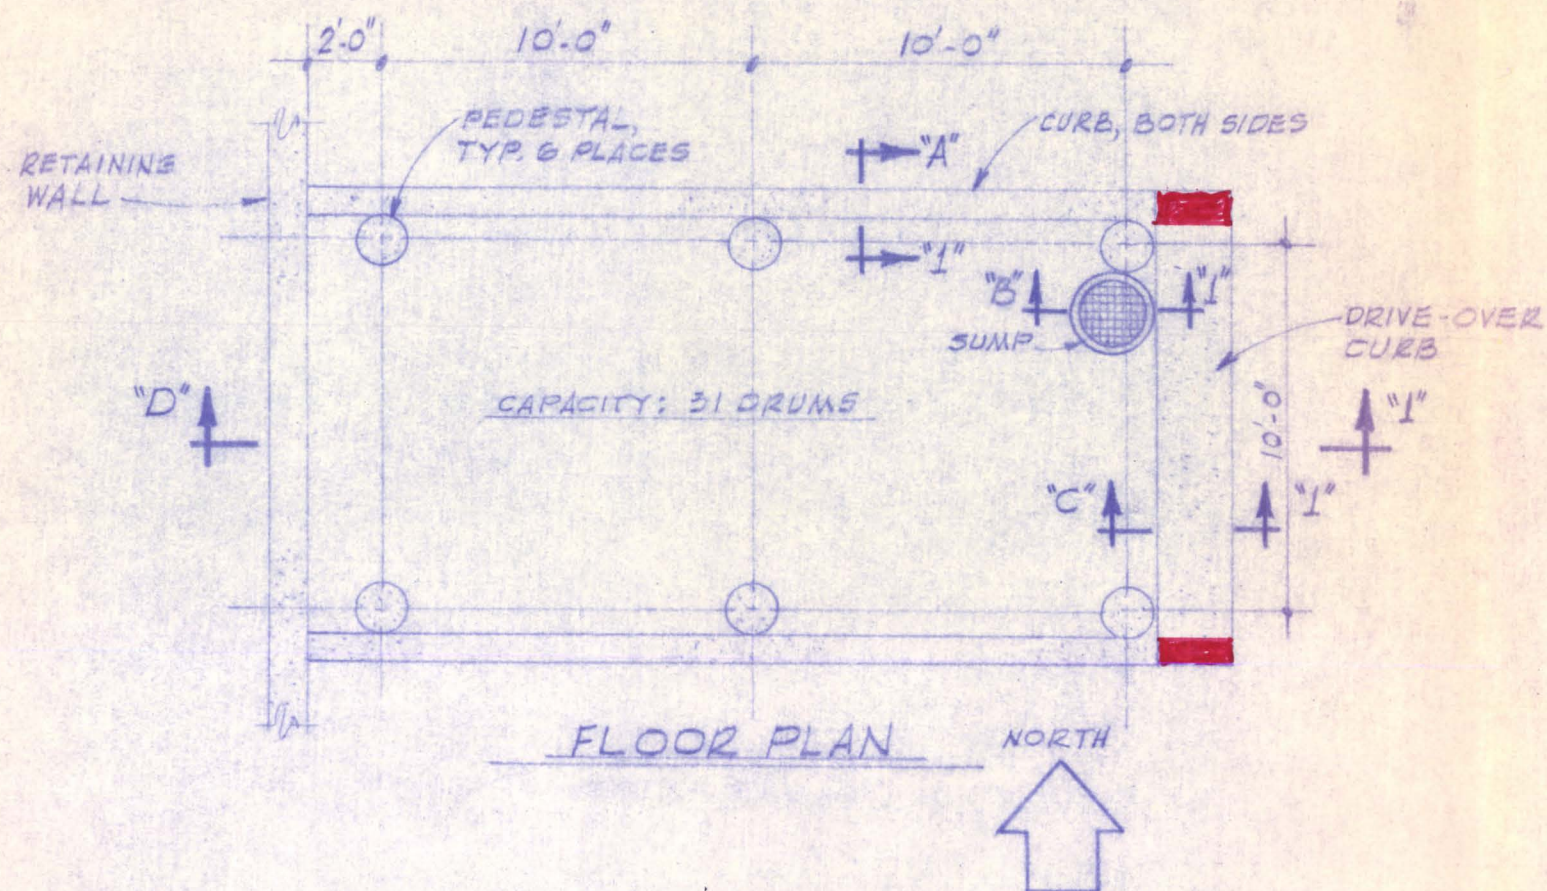 2'-0"
10'-0"
10'-0"
PEDESTAL,
TYP. 6 PLACES
CURB, BOTH SIDES
RETAINING
WALL
"A"
"1"
"B"
"1"
SUMP
DRIVE-OVER
CURB
"D"
CAPACITY: 31 DRUMS
10'-0"
"1"
"C"
"1"
FLOOR PLAN
NORTH